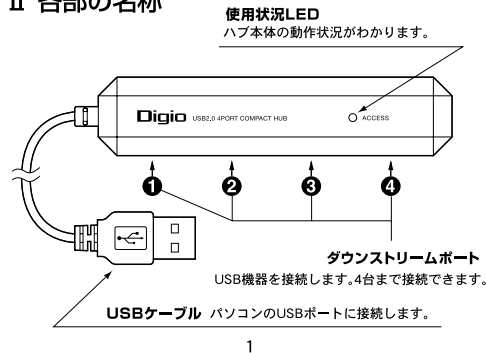 II 各部の名称
使用状況LED
ハブ本体の動作状況がわかります。
Digio USB2.0 4PORT COMPACT HUB ACCESS
❶ ❷ ❸ ❹
ダウンストリームポート
USB機器を接続します。4台まで接続できます。
USBケーブル パソコンのUSBポートに接続します。
1